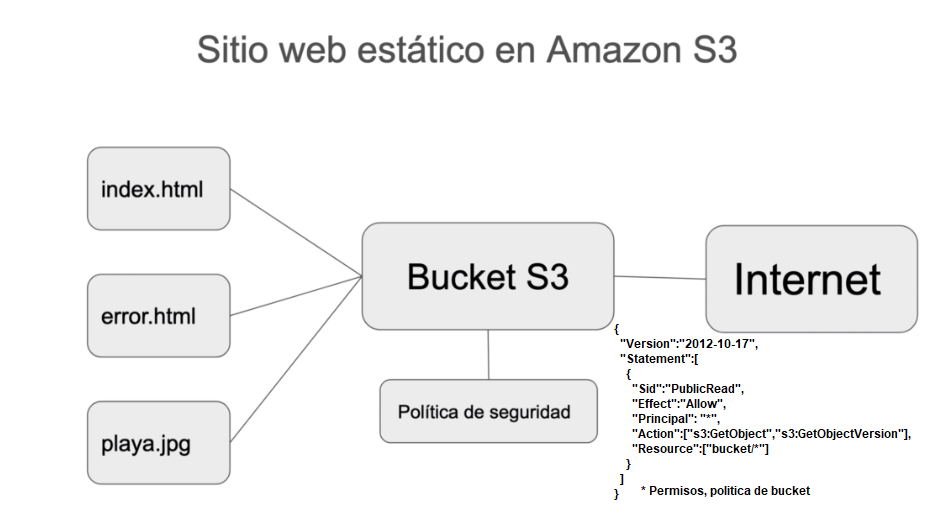 Sitio web estático en Amazon S3
index.html
error.html
playa.jpg
Bucket S3
Política de seguridad
Internet
{
"Version":"2012-10-17",
"Statement":[
{
"Sid":"PublicRead",
"Effect":"Allow",
"Principal": "*",
"Action":["s3:GetObject","s3:GetObjectVersion"],
"Resource":["bucket/*"]
}
]
}
* Permisos, politica de bucket